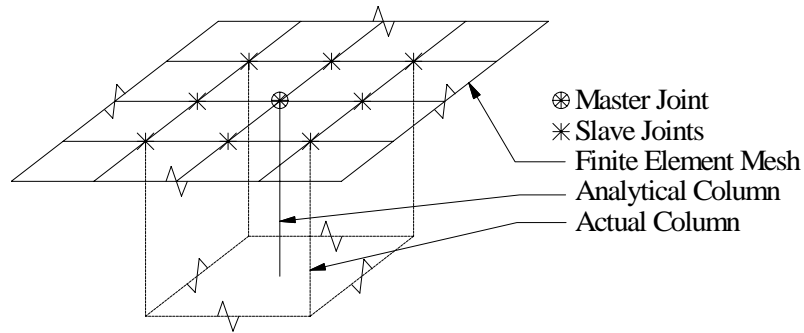 Master Joint
Slave Joints
Finite Element Mesh
Analytical Column
Actual Column